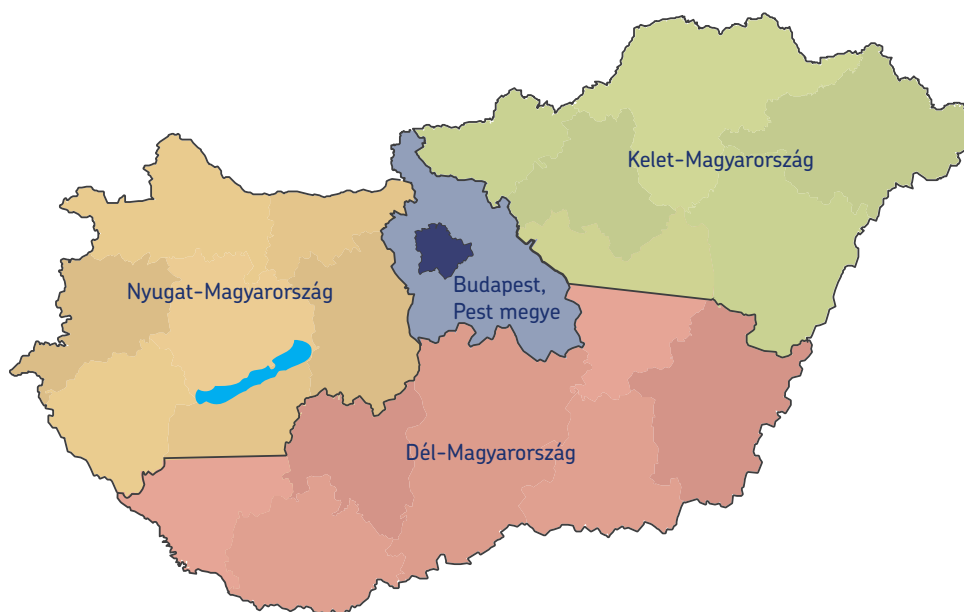 Kelet-Magyarország
Nyugat-Magyarország
Budapest,
Pest megye
Dél-Magyarország